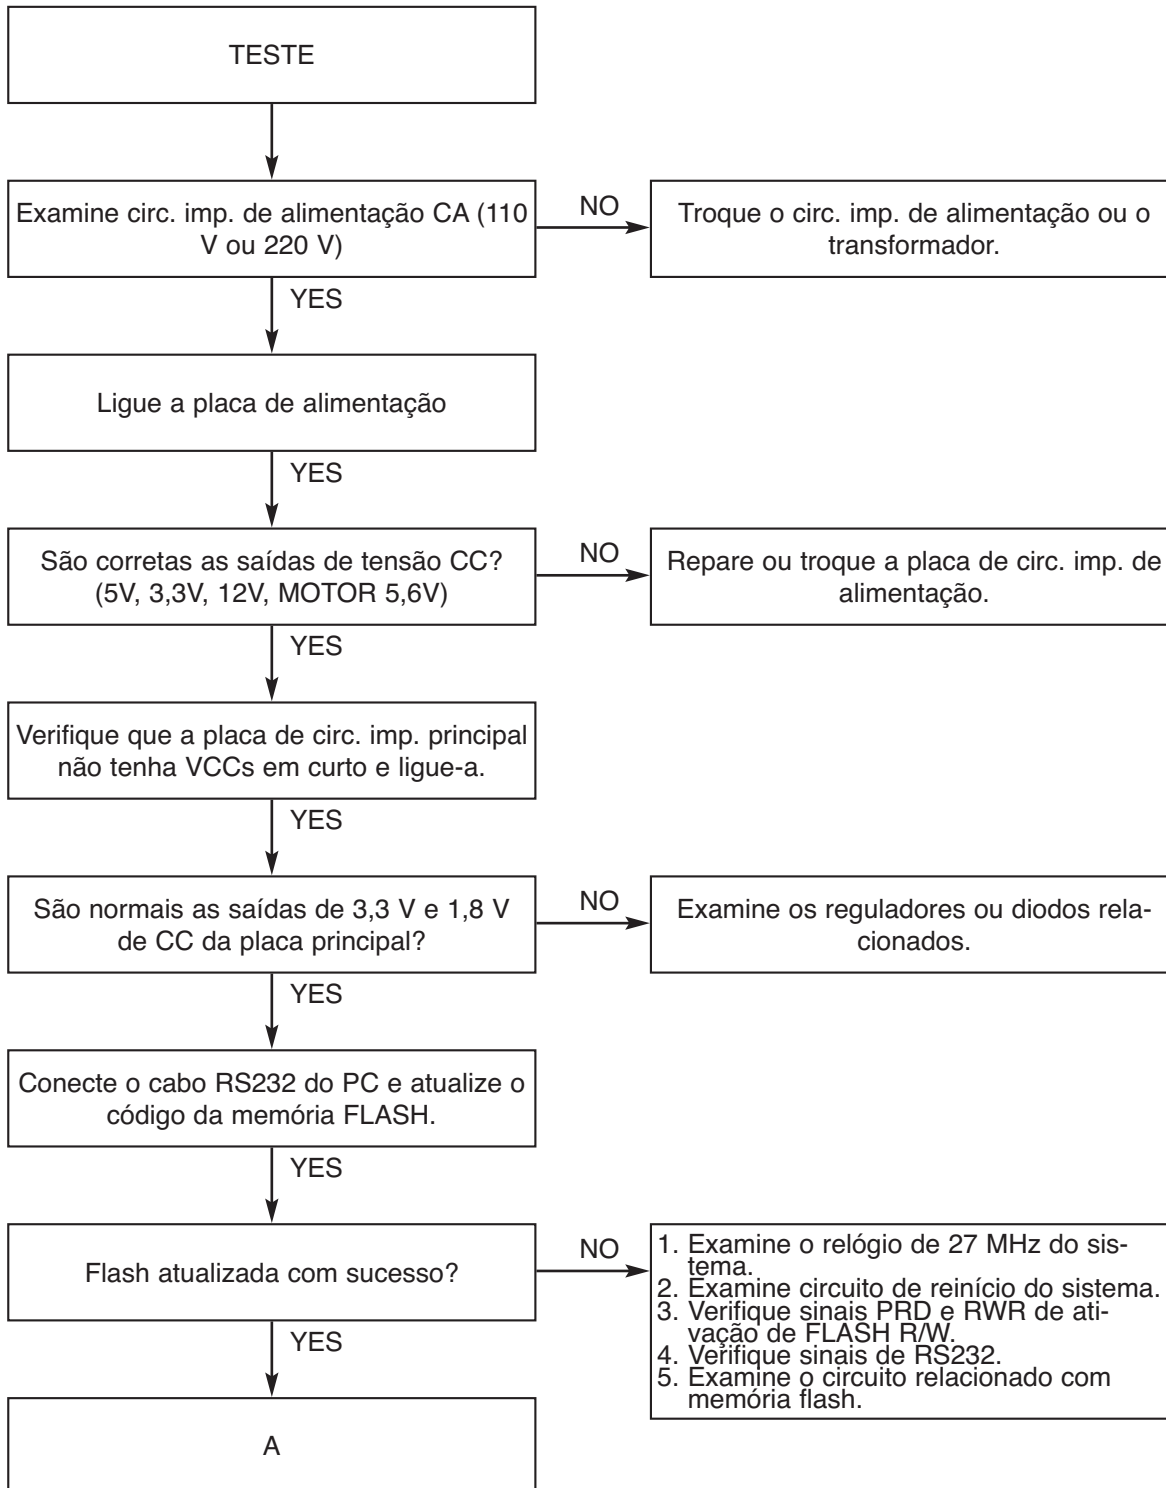 TESTE
Examine circ. imp. de alimentação CA (110
V ou 220 V)
NO
Troque o circ. imp. de alimentação ou o
transformador.
YES
Ligue a placa de alimentação
YES
São corretas as saídas de tensão CC?
(5V, 3,3V, 12V, MOTOR 5,6V)
NO
Repare ou troque a placa de circ. imp. de
alimentação.
YES
Verifique que a placa de circ. imp. principal
não tenha VCCs em curto e ligue-a.
YES
São normais as saídas de 3,3 V e 1,8 V
de CC da placa principal?
NO
Examine os reguladores ou diodos rela-
cionados.
YES
Conecte o cabo RS232 do PC e atualize o
código da memória FLASH.
YES
Flash atualizada com sucesso?
NO
1. Examine o relógio de 27 MHz do sis-
tema.
2. Examine circuito de reinício do sistema.
3. Verifique sinais PRD e RWR de ati-
vação de FLASH R/W.
4. Verifique sinais de RS232.
5. Examine o circuito relacionado com
memória flash.
YES
A